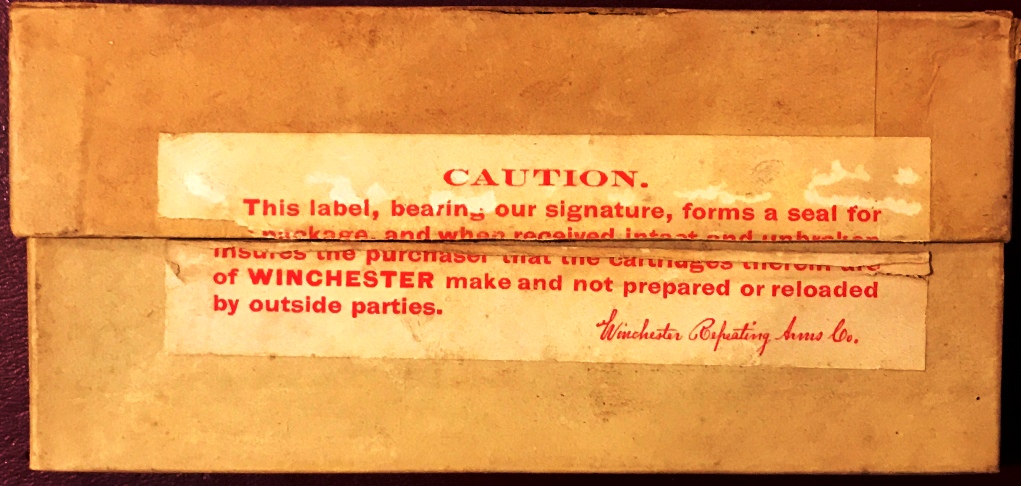 CAUTION.
This label, bearing our signature, forms a seal for
package, and when received intact and unbroken
insures the purchaser that the cartridges therein are
of WINCHESTER make and not prepared or reloaded
by outside parties.
Winchester Repeating Arms Co.